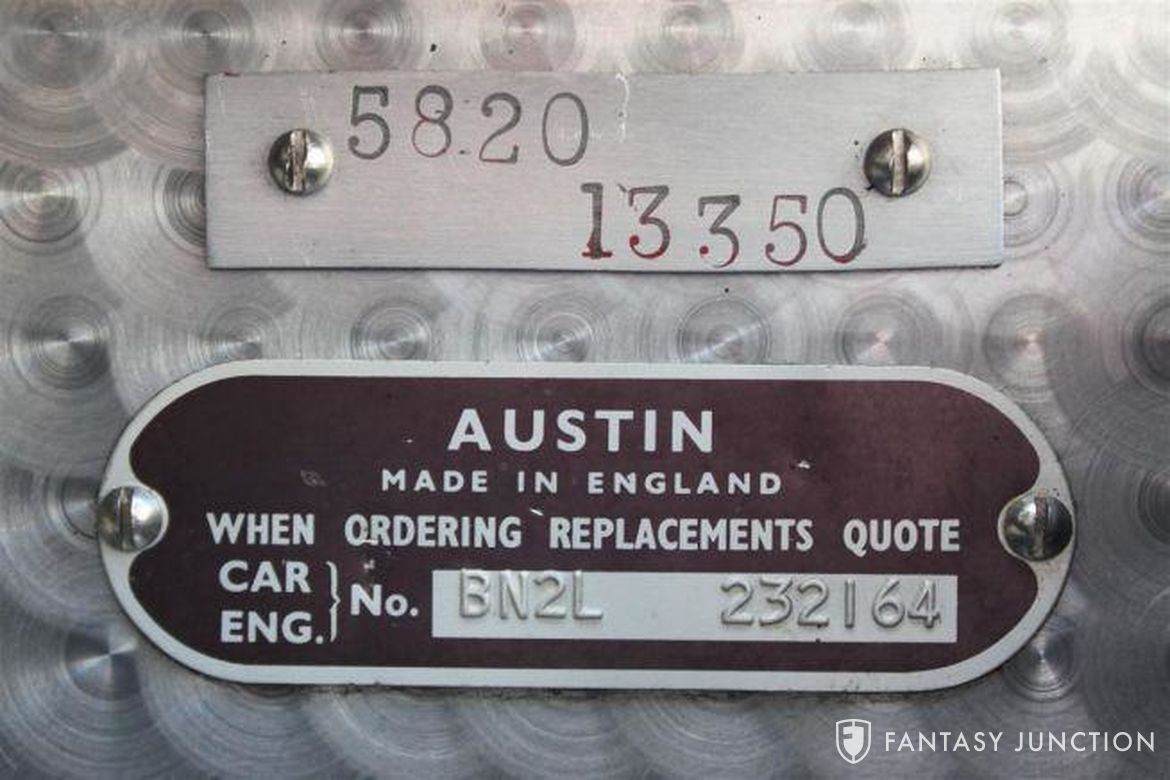 5820
13350
AUSTIN
MADE IN ENGLAND
WHEN ORDERING REPLACEMENTS QUOTE
CAR
ENG. } No. BN2L 232164
FANTASY JUNCTION